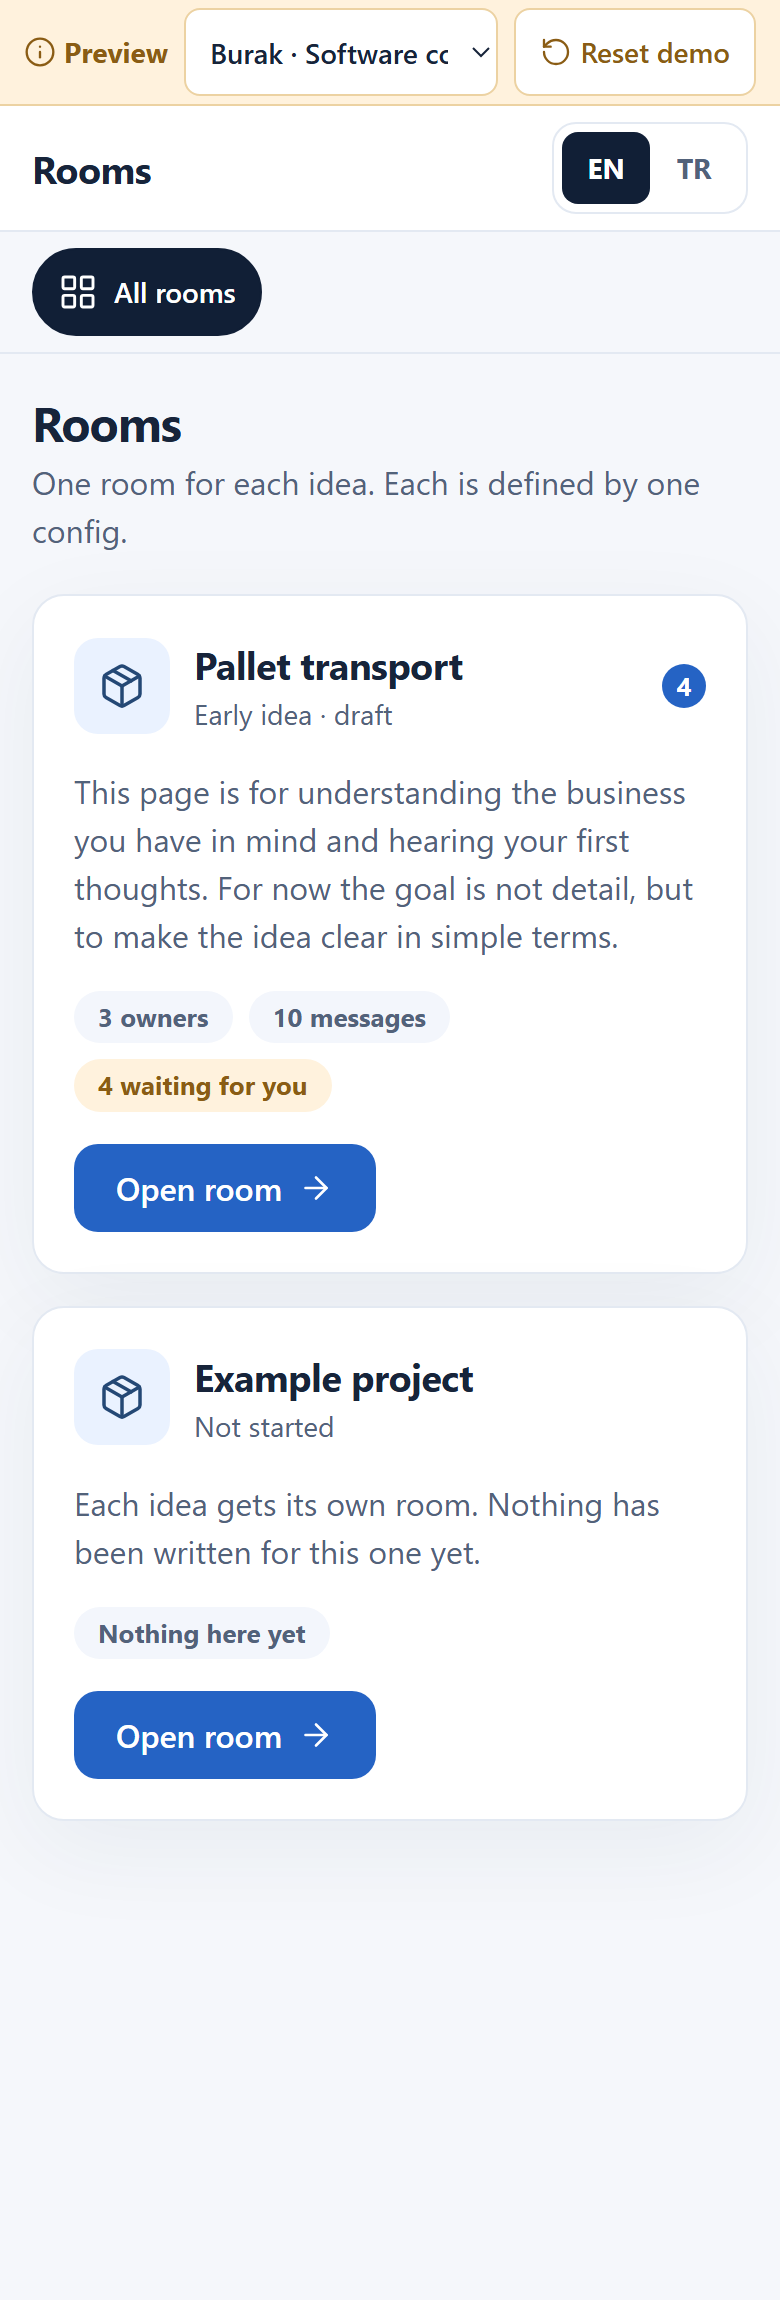 Preview
Burak · Software
Reset demo
Rooms
EN
TR
All rooms
Rooms
One room for each idea. Each is defined by one
config.
Pallet transport
4
Early idea · draft
This page is for understanding the business
you have in mind and hearing your first
thoughts. For now the goal is not detail, but
to make the idea clear in simple terms.
3 owners
10 messages
4 waiting for you
Open room
Example project
Not started
Each idea gets its own room. Nothing has
been written for this one yet.
Nothing here yet
Open room